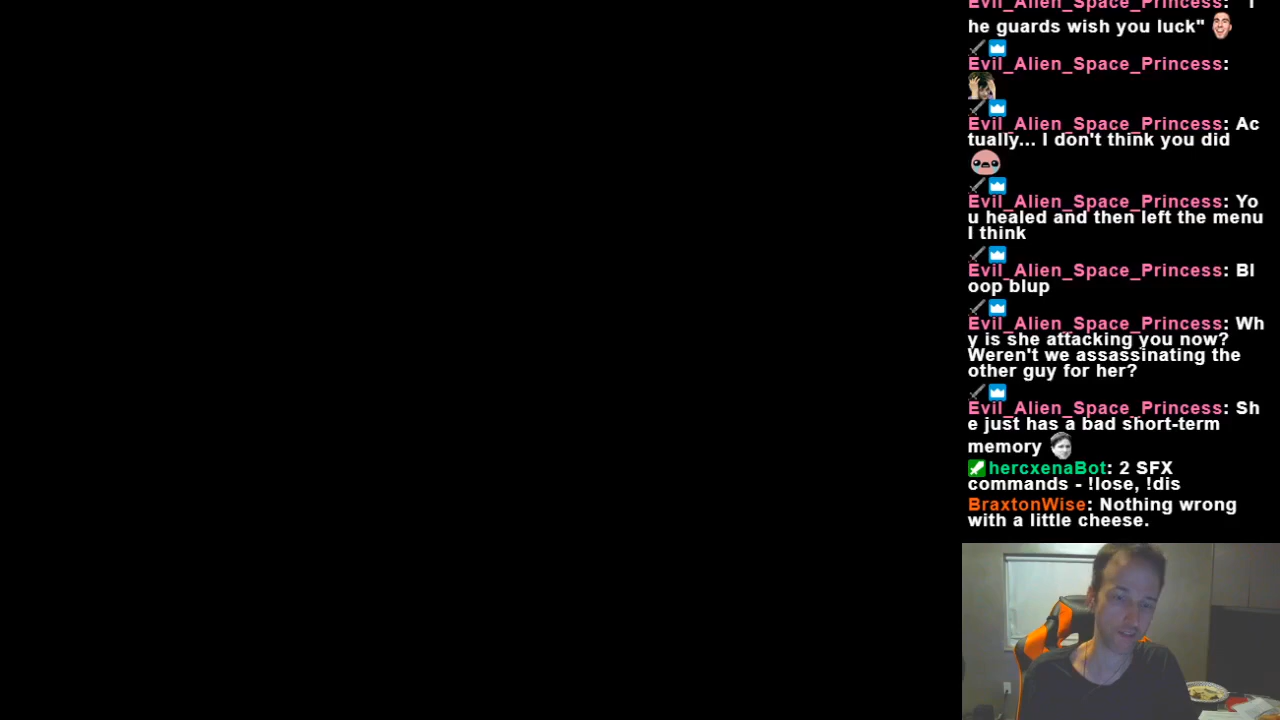 Evil_Alien_Space_Princess: "T
he guards wish you luck"
Evil_Alien_Space_Princess:
Evil_Alien_Space_Princess: Ac
tually... I don't think you did
Evil_Alien_Space_Princess: Yo
u healed and then left the menu
I think
Evil_Alien_Space_Princess: Bl
oop blup
Evil_Alien_Space_Princess: Wh
y is she attacking you now?
Weren't we assassinating the
other guy for her?
Evil_Alien_Space_Princess: Sh
e just has a bad short-term
memory
hercxenaBot: 2 SFX
commands - !lose, !dis
BraxtonWise: Nothing wrong
with a little cheese.